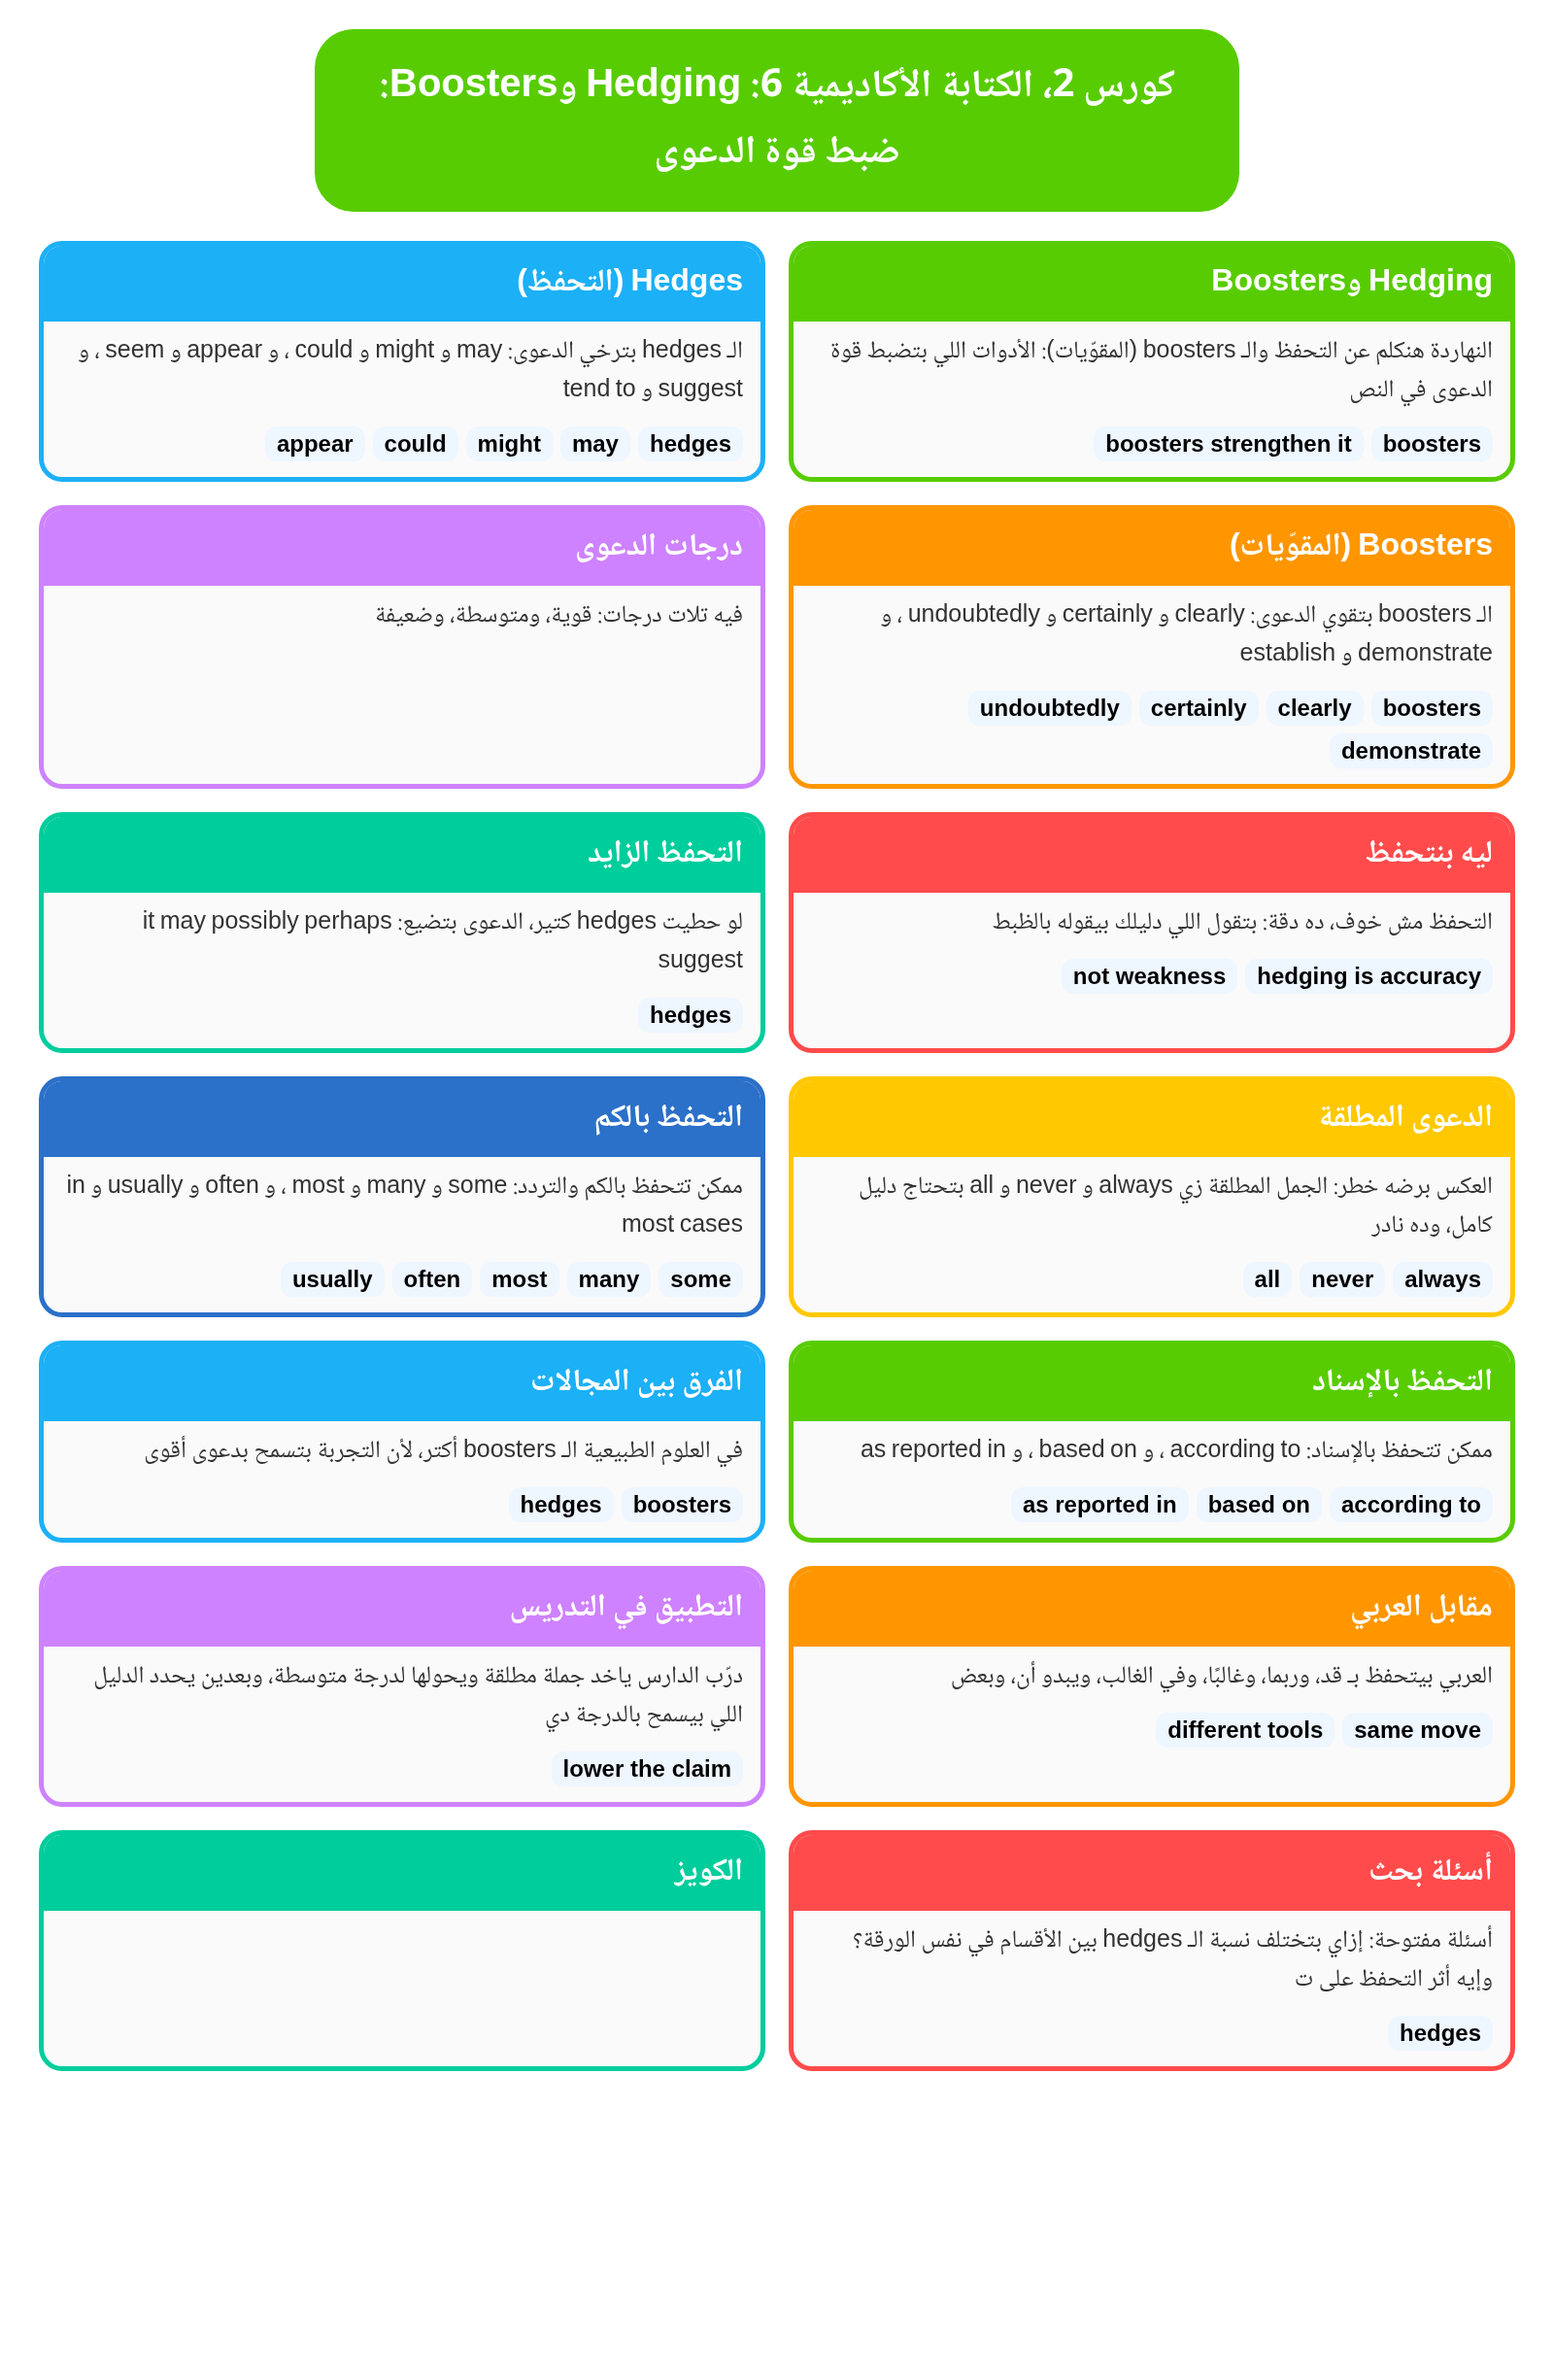 كورس 2، الكتابة الأكاديمية 6: Hedging وBoosters:
ضبط قوة الدعوى
Hedging وBoosters
النهاردة هنكلم عن التحفظ والـ boosters (المقوّيات): الأدوات اللي بتضبط قوة
الدعوى في النص
boosters boosters strengthen it
Hedges (التحفظ)
الـ hedges بترخي الدعوى: may و might و could ، و appear و seem ، و
suggest و tend to
hedges may might could appear
Boosters (المقوّيات)
الـ boosters بتقوي الدعوى: clearly و certainly و undoubtedly ، و
demonstrate و establish
boosters clearly certainly undoubtedly
demonstrate
درجات الدعوى
فيه تلات درجات: قوية، ومتوسطة، وضعيفة
ليه بنتحفظ
التحفظ مش خوف، ده دقة: بتقول اللي دليلك بيقوله بالظبط
hedging is accuracy not weakness
التحفظ الزايد
لو حطيت hedges كتير، الدعوى بتضيع: it may possibly perhaps
suggest
hedges
الدعوى المطلقة
العكس برضه خطر: الجمل المطلقة زي always و never و all بتحتاج دليل
كامل، وده نادر
always never all
التحفظ بالكم
ممكن تتحفظ بالكم والتردد: some و many و most ، و often و usually و in
most cases
some many most often usually
التحفظ بالإسناد
ممكن تتحفظ بالإسناد: according to ، و based on ، و as reported in
according to based on as reported in
الفرق بين المجالات
في العلوم الطبيعية الـ boosters أكتر، لأن التجربة بتسمح بدعوى أقوى
boosters hedges
مقابل العربي
العربي بيتحفظ بـ قد، وربما، وغالبًا، وفي الغالب، ويبدو أن، وبعض
same move different tools
التطبيق في التدريس
درّب الدارس ياخد جملة مطلقة ويحولها لدرجة متوسطة، وبعدين يحدد الدليل
اللي بيسمح بالدرجة دي
lower the claim
أسئلة بحث
أسئلة مفتوحة: إزاي بتختلف نسبة الـ hedges بين الأقسام في نفس الورقة؟
وإيه أثر التحفظ على ت
hedges
الكويز